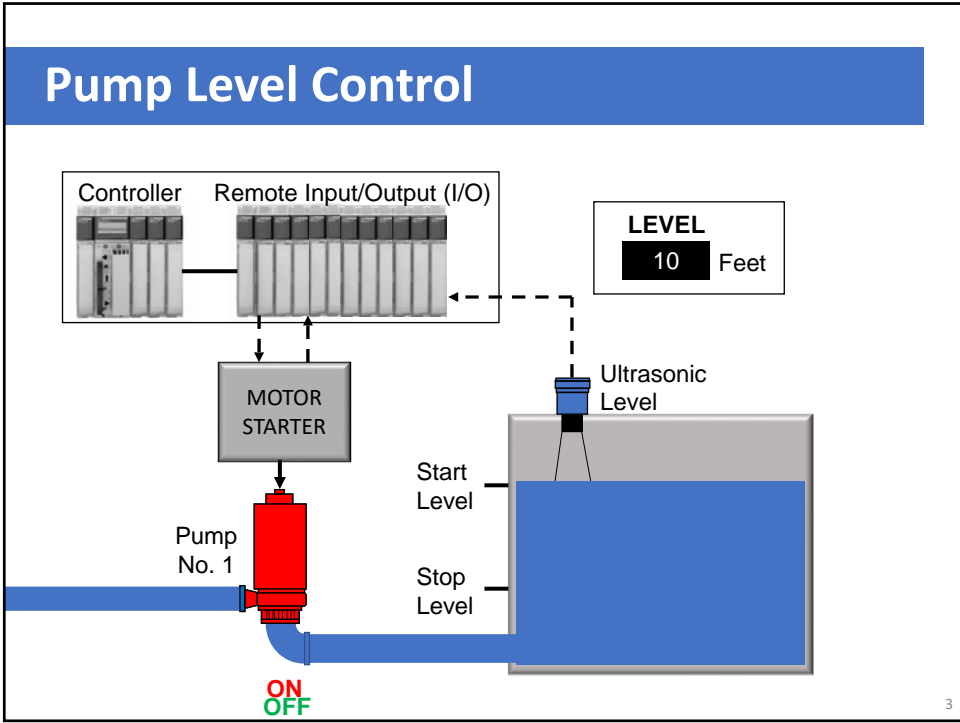 Pump Level Control
Controller
Remote Input/Output (I/O)
LEVEL
10 Feet
MOTOR
STARTER
Ultrasonic
Level
Start
Level
Pump
No. 1
Stop
Level
ON
OFF
3